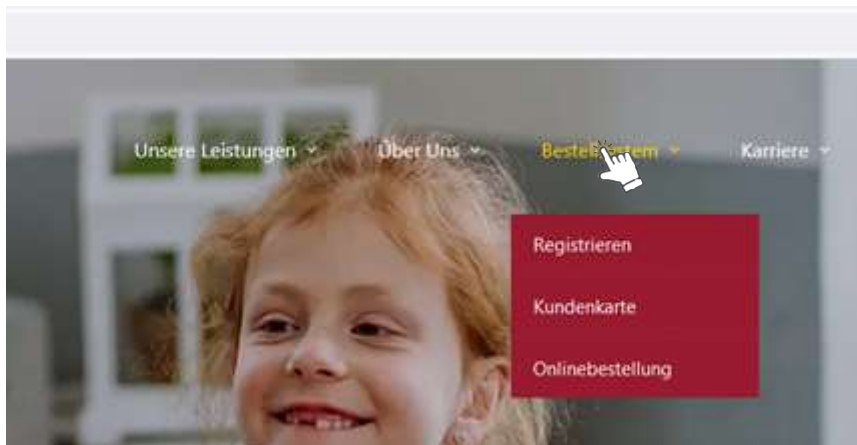 Unsere Leistungen Über Uns Bestellsystem Karriere
Registrieren
Kundenkarte
Onlinebestellung